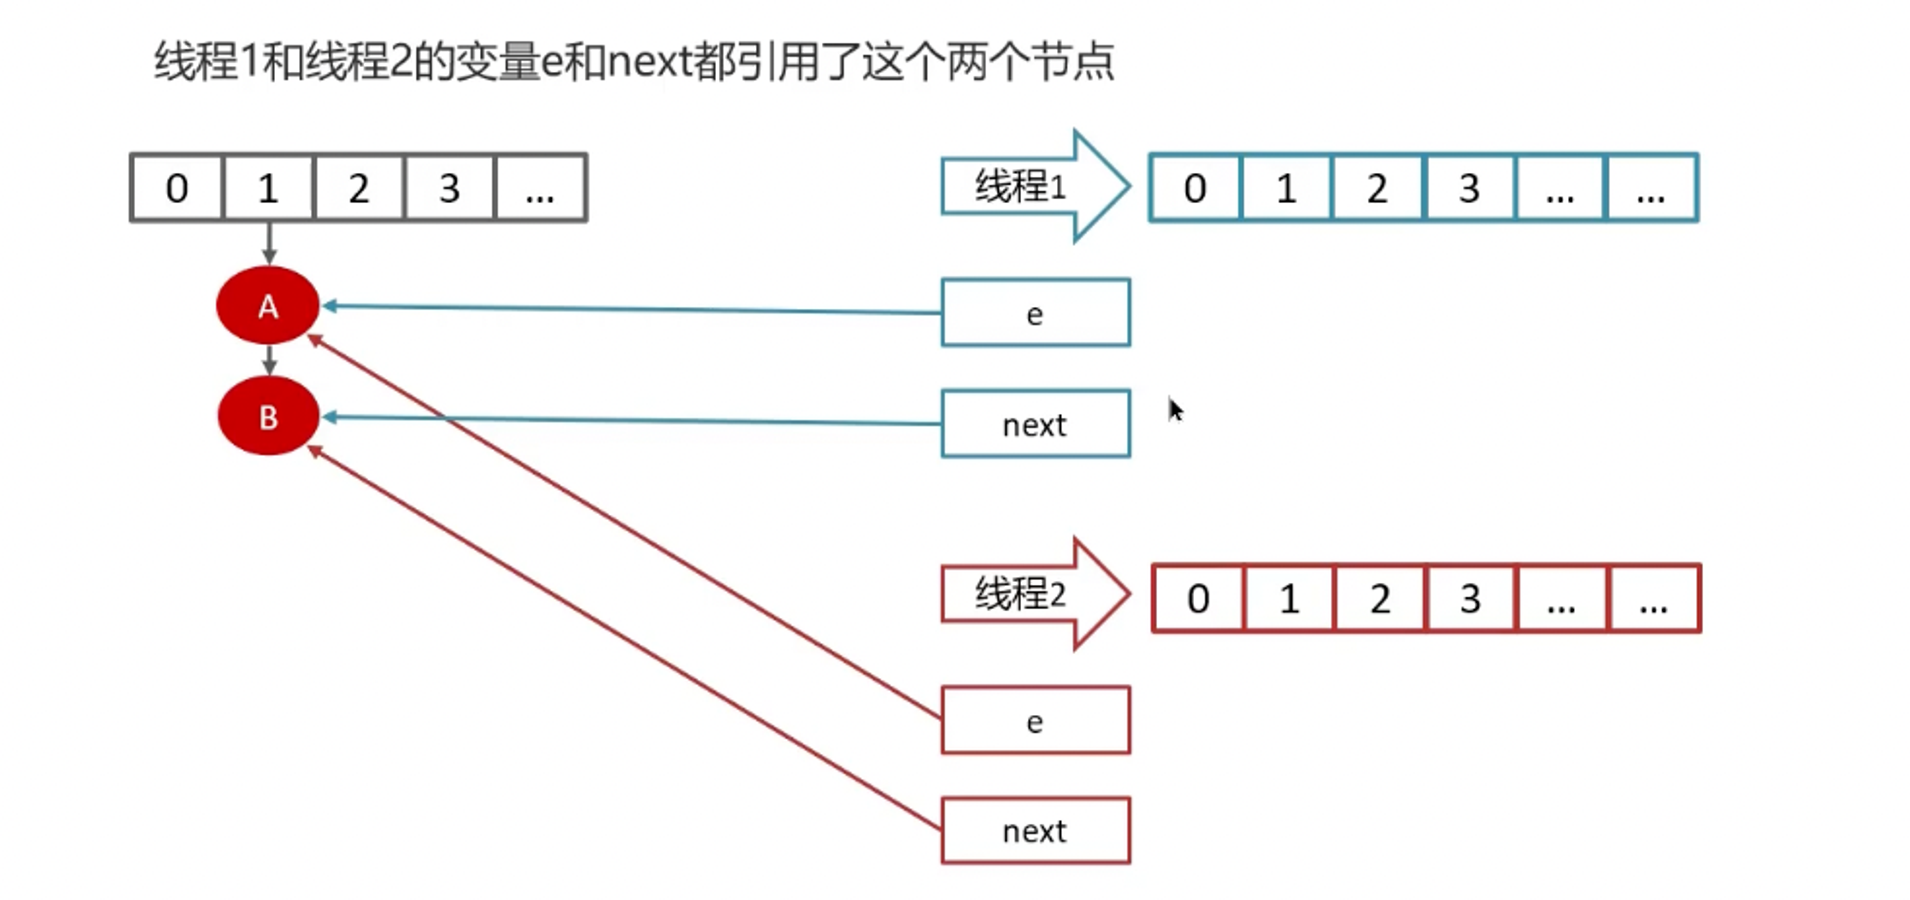 线程1和线程2的变量e和next都引用了这个两个节点
0 1 2 3 ...
线程1
0 1 2 3 ... ...
A
e
B
next
线程2
0 1 2 3 ... ...
e
next